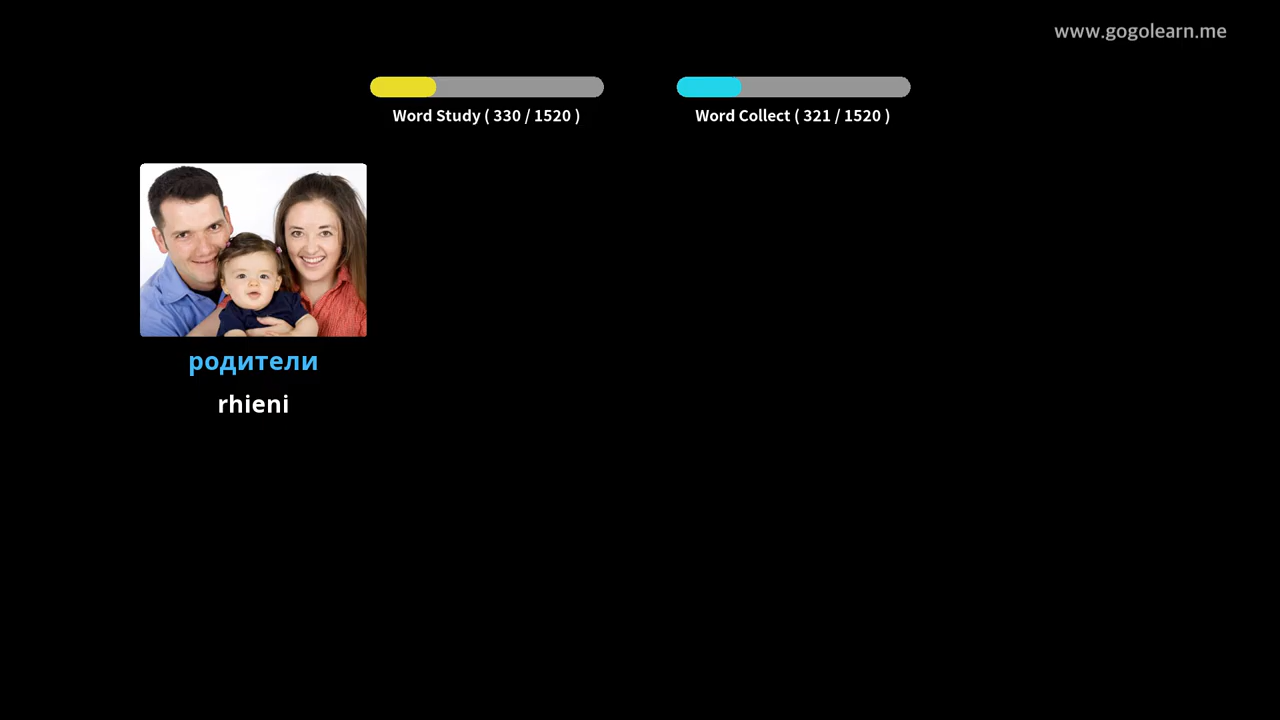 www.gogolearn.me
Word Study ( 330 / 1520 )
Word Collect ( 321 / 1520 )
родители
rhieni